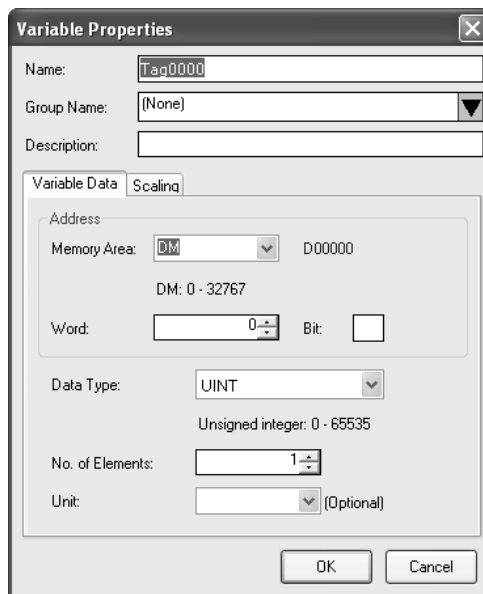 Variable Properties
Name: Tag0000
Group Name: (None)
Description:
Variable Data Scaling
Address
Memory Area: DM D00000
DM: 0 - 32767
Word: 0 Bit:
Data Type: UINT
Unsigned integer: 0 - 65535
No. of Elements: 1
Unit: (Optional)
OK Cancel